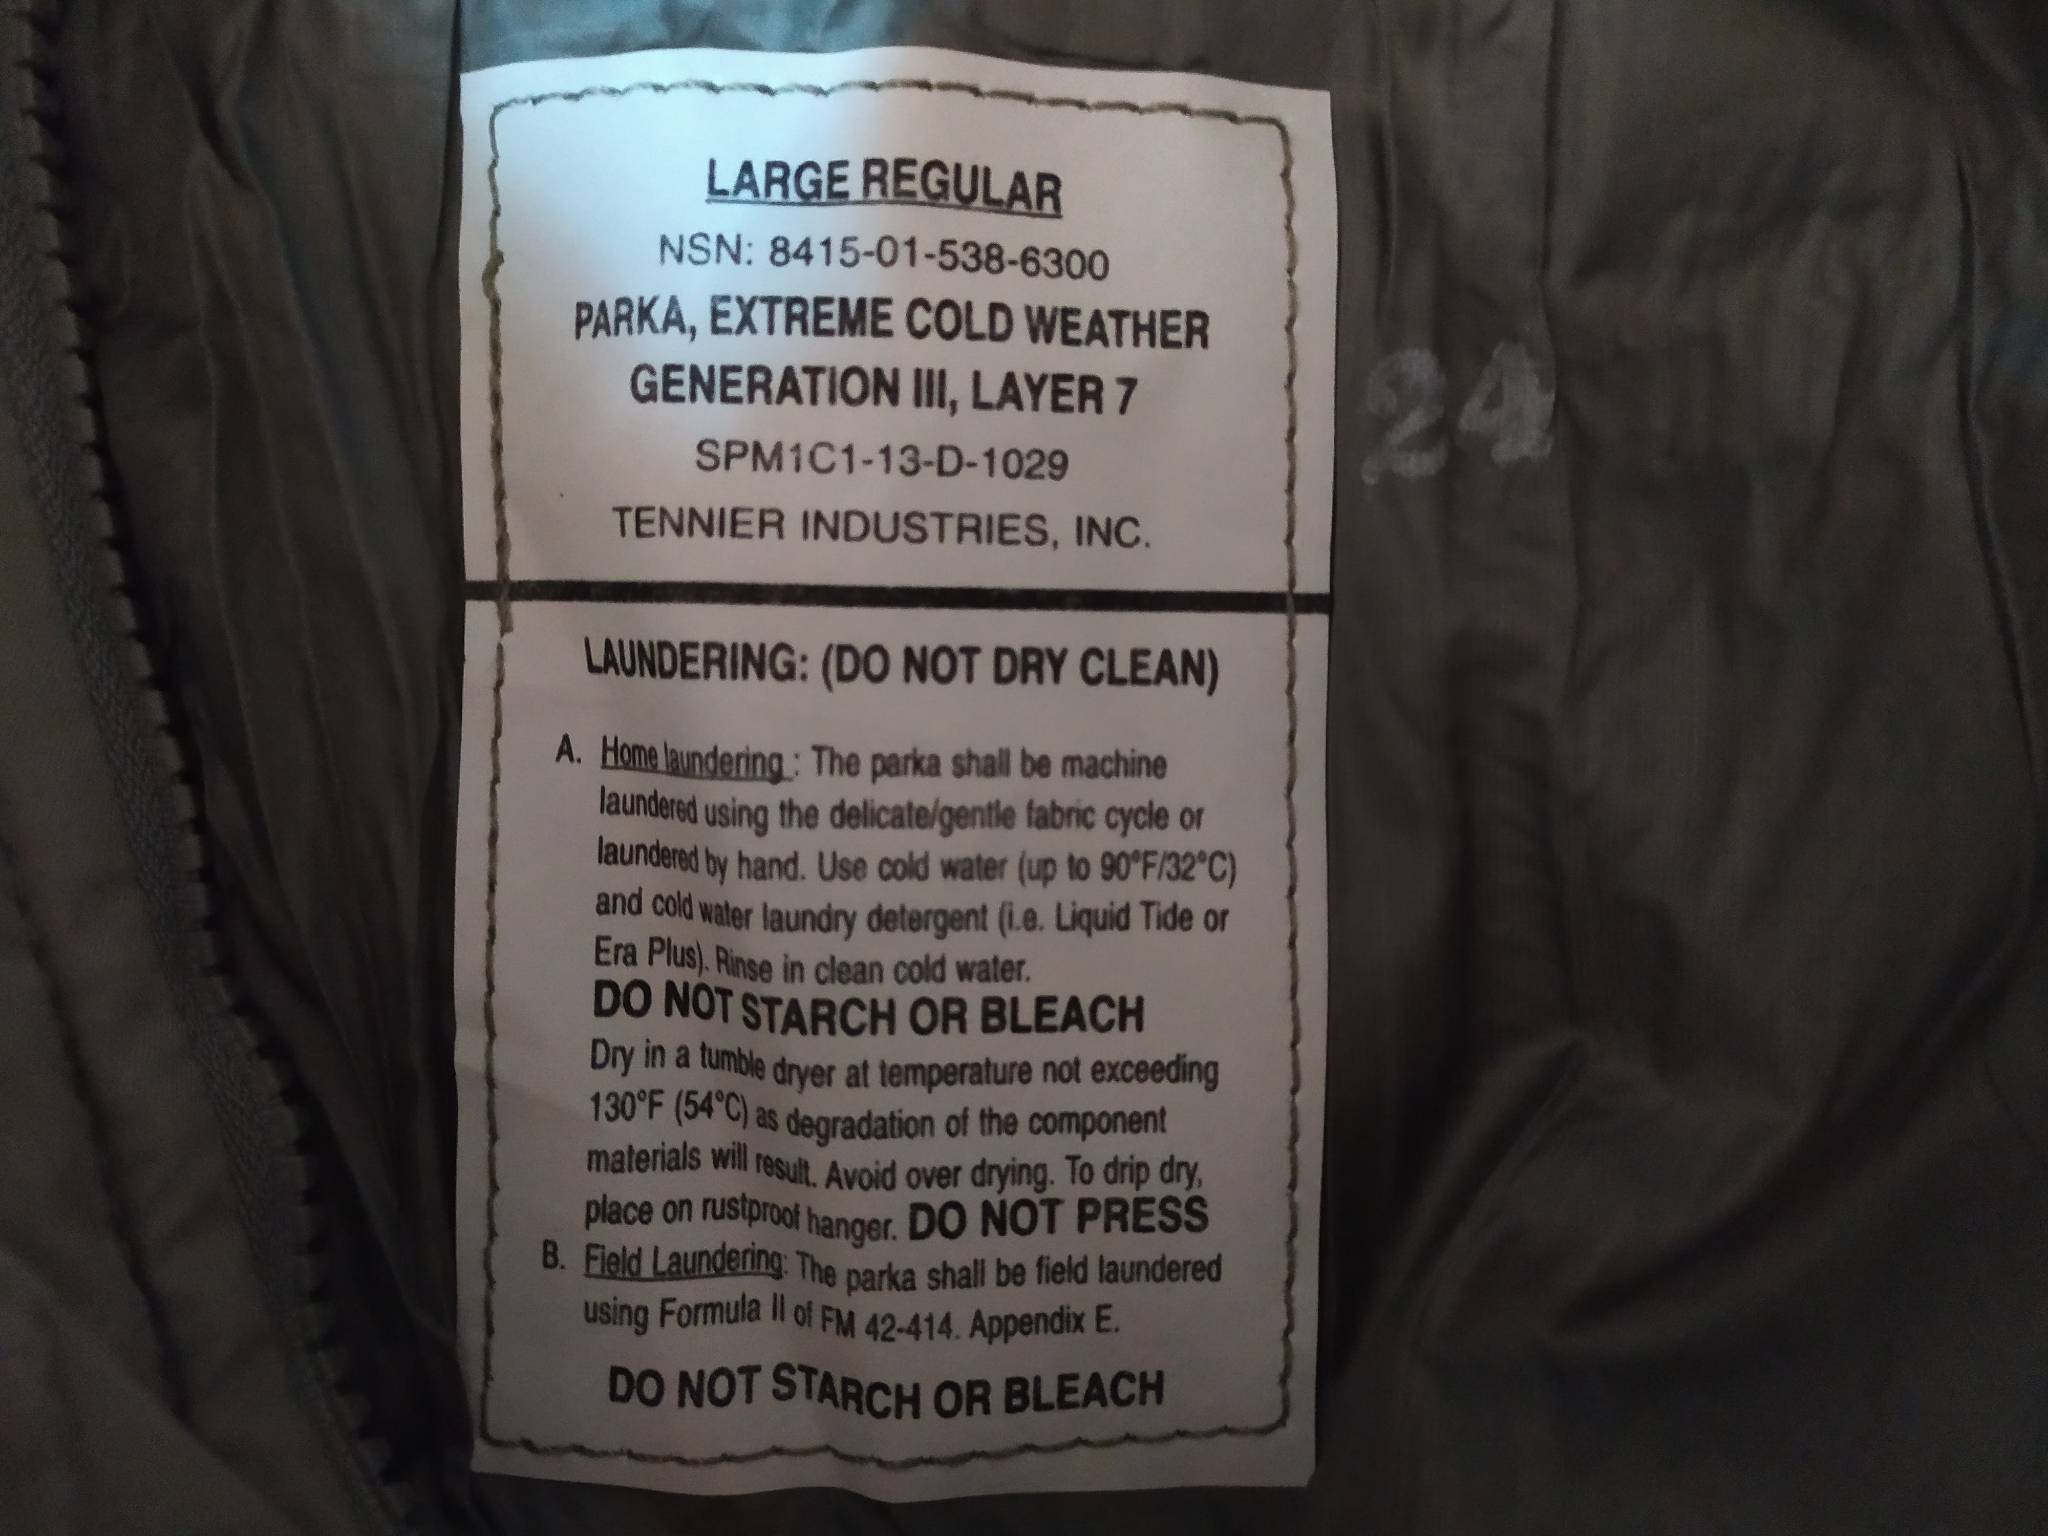 LARGE REGULAR
NSN: 8415-01-538-6300
PARKA, EXTREME COLD WEATHER
GENERATION III, LAYER 7
SPM1C1-13-D-1029
TENNIER INDUSTRIES, INC.
24
LAUNDERING: (DO NOT DRY CLEAN)
A. Home laundering : The parka shall be machine
laundered using the delicate/gentle fabric cycle or
laundered by hand. Use cold water (up to 90°F/32°C)
and cold water laundry detergent (i.e. Liquid Tide or
Era Plus). Rinse in clean cold water.
DO NOT STARCH OR BLEACH
Dry in a tumble dryer at temperature not exceeding
130°F (54°C) as degradation of the component
materials will result. Avoid over drying. To drip dry,
place on rustproof hanger. DO NOT PRESS
B. Field Laundering: The parka shall be field laundered
using Formula II of FM 42-414. Appendix E.
DO NOT STARCH OR BLEACH